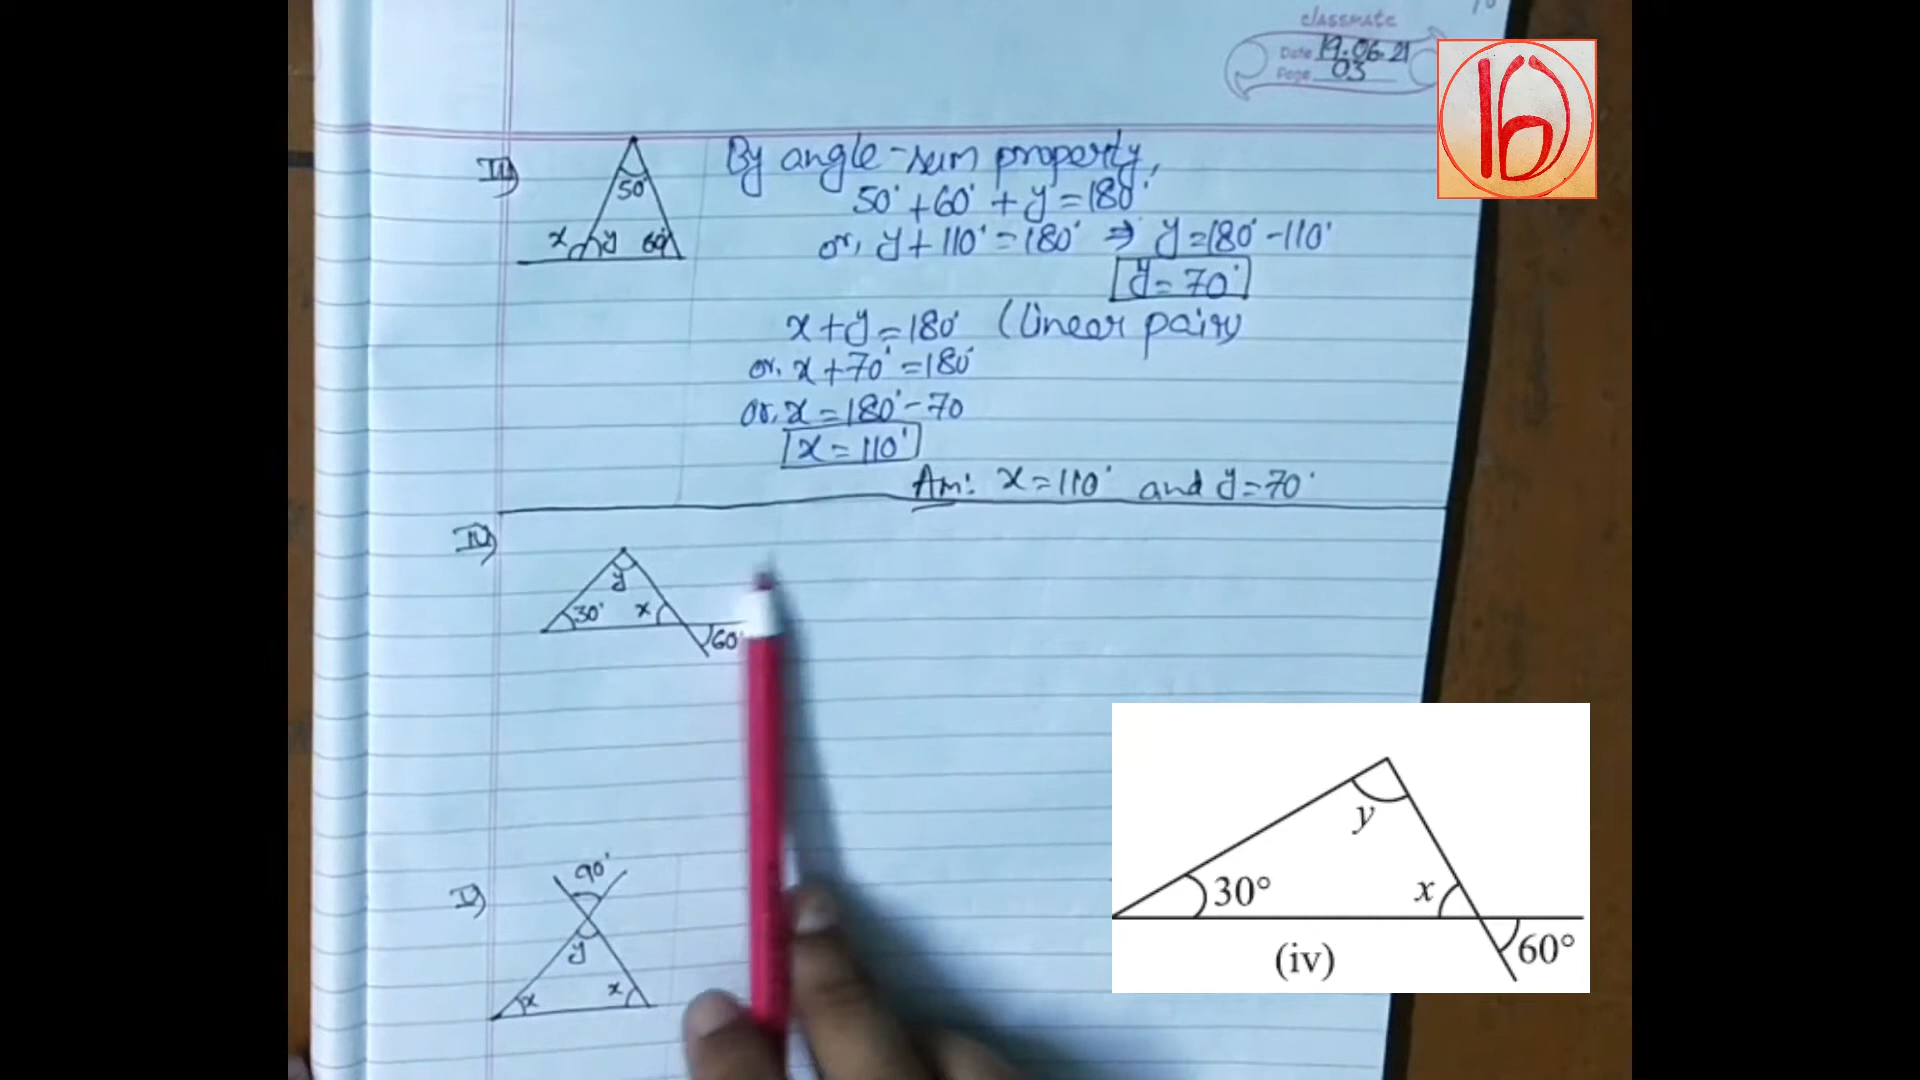 classmate
Date 19.06.21
Page 03
III)
50°
x y 60°
By angle-sum property,
50° + 60° + y = 180°
or, y + 110° = 180° ⇒ y = 180° - 110°
y = 70°
x + y = 180° (linear pair)
or, x + 70° = 180°
or, x = 180° - 70
x = 110°
Ans: x = 110° and y = 70°
IV)
y
30° x
60°
V)
90°
y
x x
y
30° x
60°
(iv)